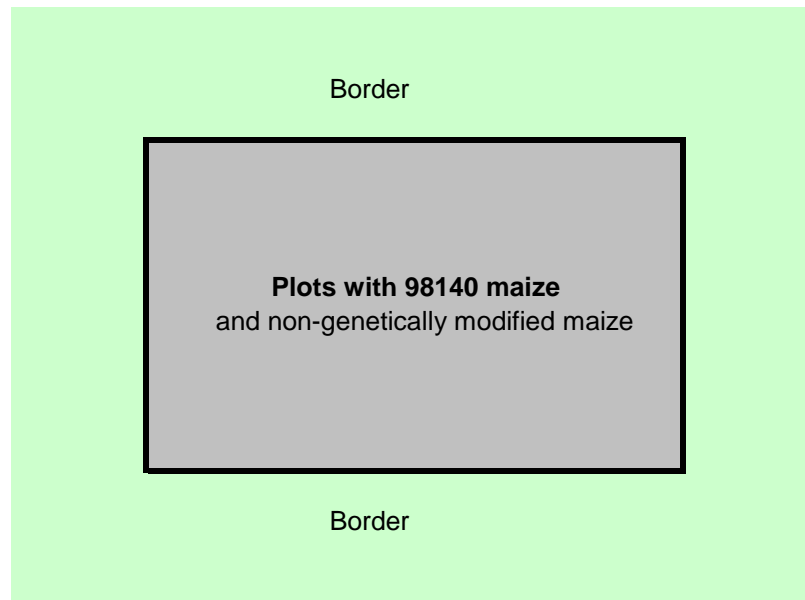 Border
Plots with 98140 maize
and non-genetically modified maize
Border